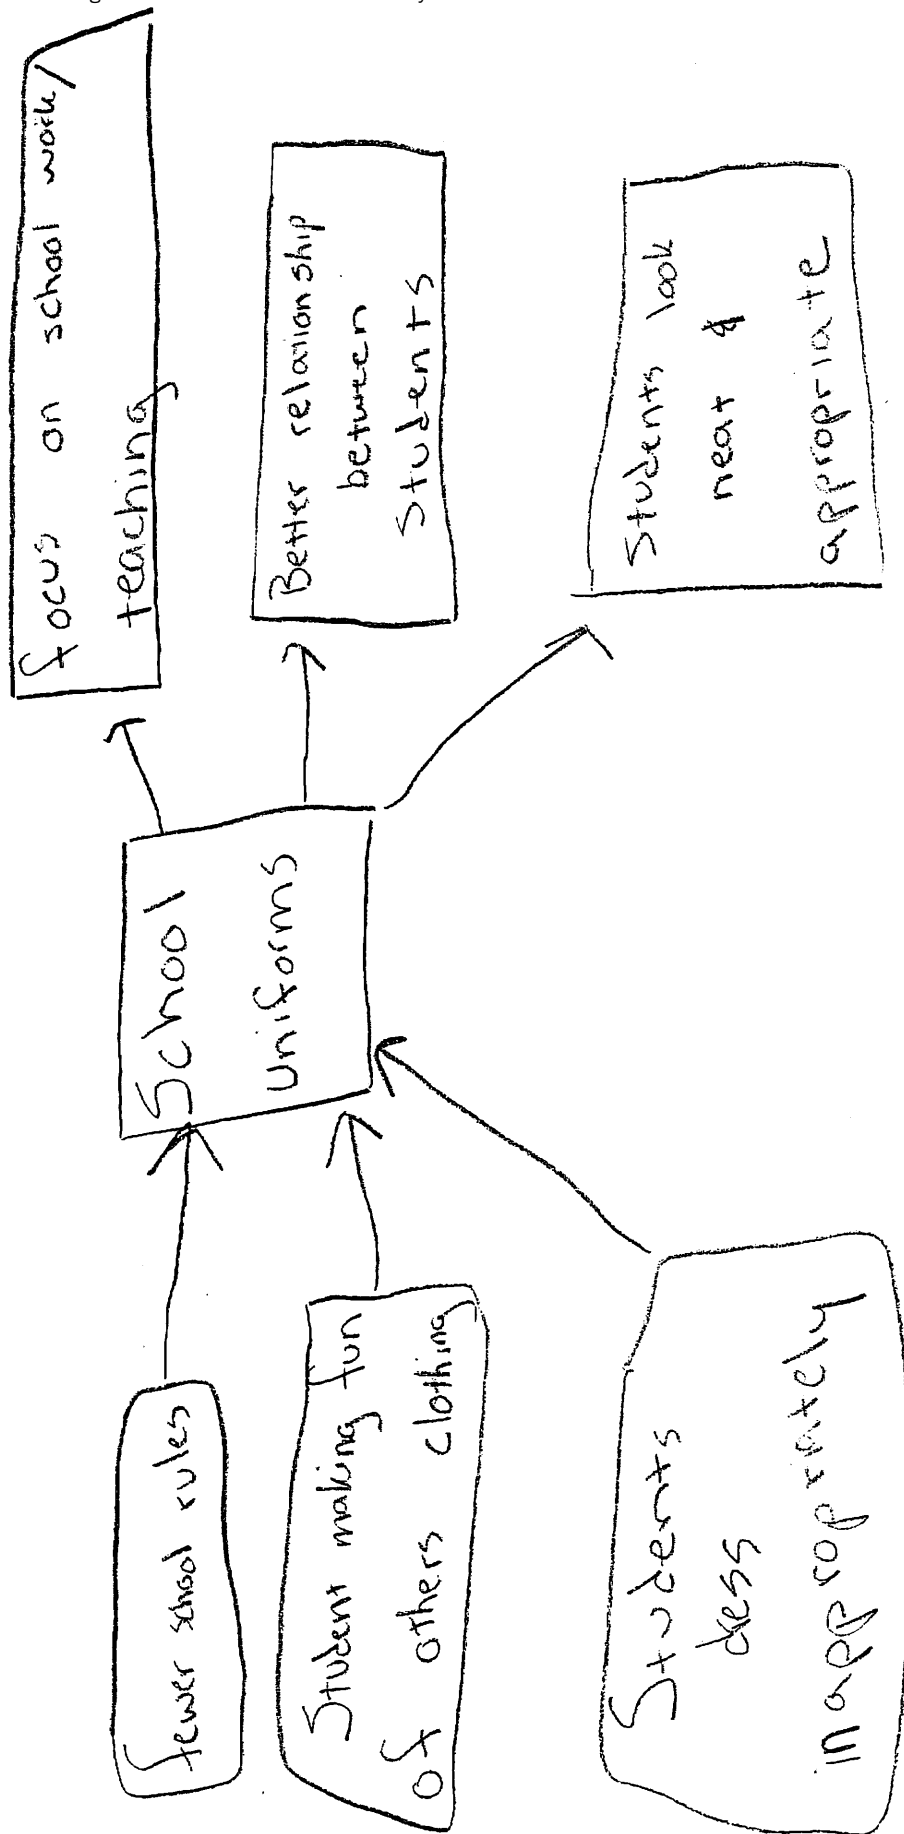 fewer school rules
Student making fun
of others clothing
Students
dess
inapproprintely
School
Uniforms
focus on school work/
teaching
Better relationship
between
Students
Students look
neat &
appropriate